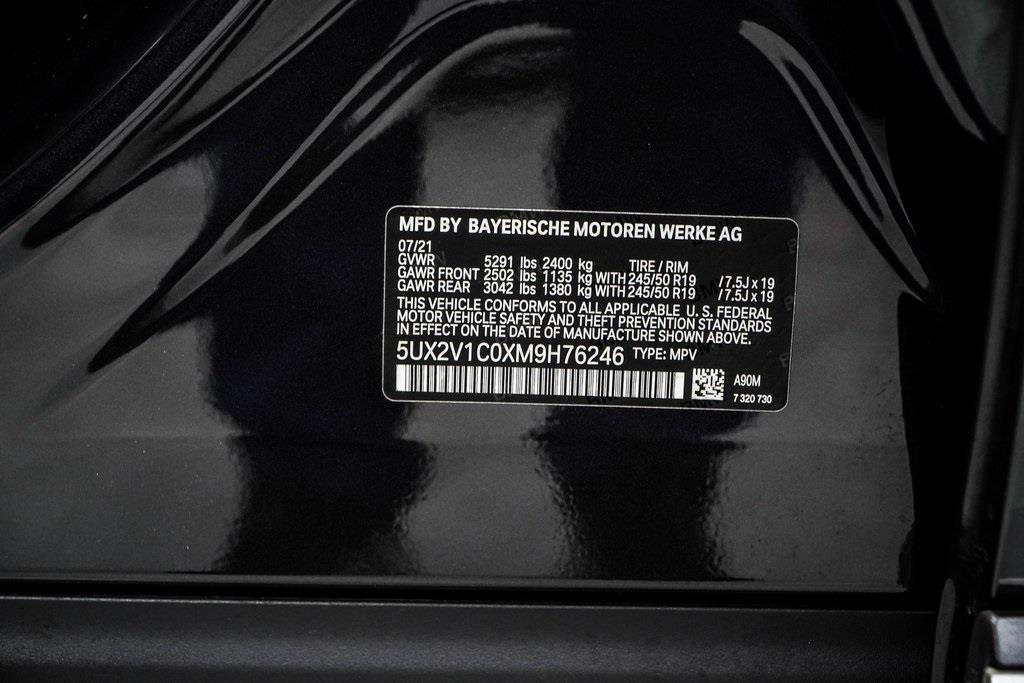 MFD BY BAYERISCHE MOTOREN WERKE AG
07/21
GVWR 5291 lbs 2400 kg TIRE / RIM
GAWR FRONT 2502 lbs 1135 kg WITH 245/50 R19 /7.5J x 19
GAWR REAR 3042 lbs 1380 kg WITH 245/50 R19 /7.5J x 19
THIS VEHICLE CONFORMS TO ALL APPLICABLE U. S. FEDERAL
MOTOR VEHICLE SAFETY AND THEFT PREVENTION STANDARDS
IN EFFECT ON THE DATE OF MANUFACTURE SHOWN ABOVE.
5UX2V1C0XM9H76246 TYPE: MPV
A90M
7 320 730